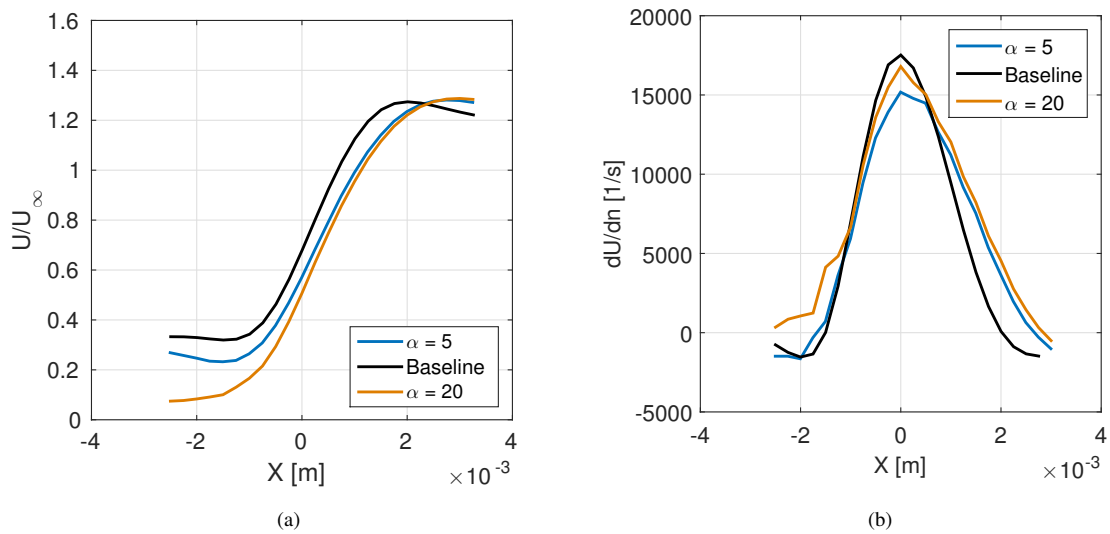 1.6
1.4
1.2
1
0.8
0.6
0.4
0.2
0
U/U∞
α = 5
Baseline
α = 20
-4 -2 0 2 4
X [m] ×10^-3
(a)
20000
15000
10000
5000
0
-5000
dU/dn [1/s]
α = 5
Baseline
α = 20
-4 -2 0 2 4
X [m] ×10^-3
(b)